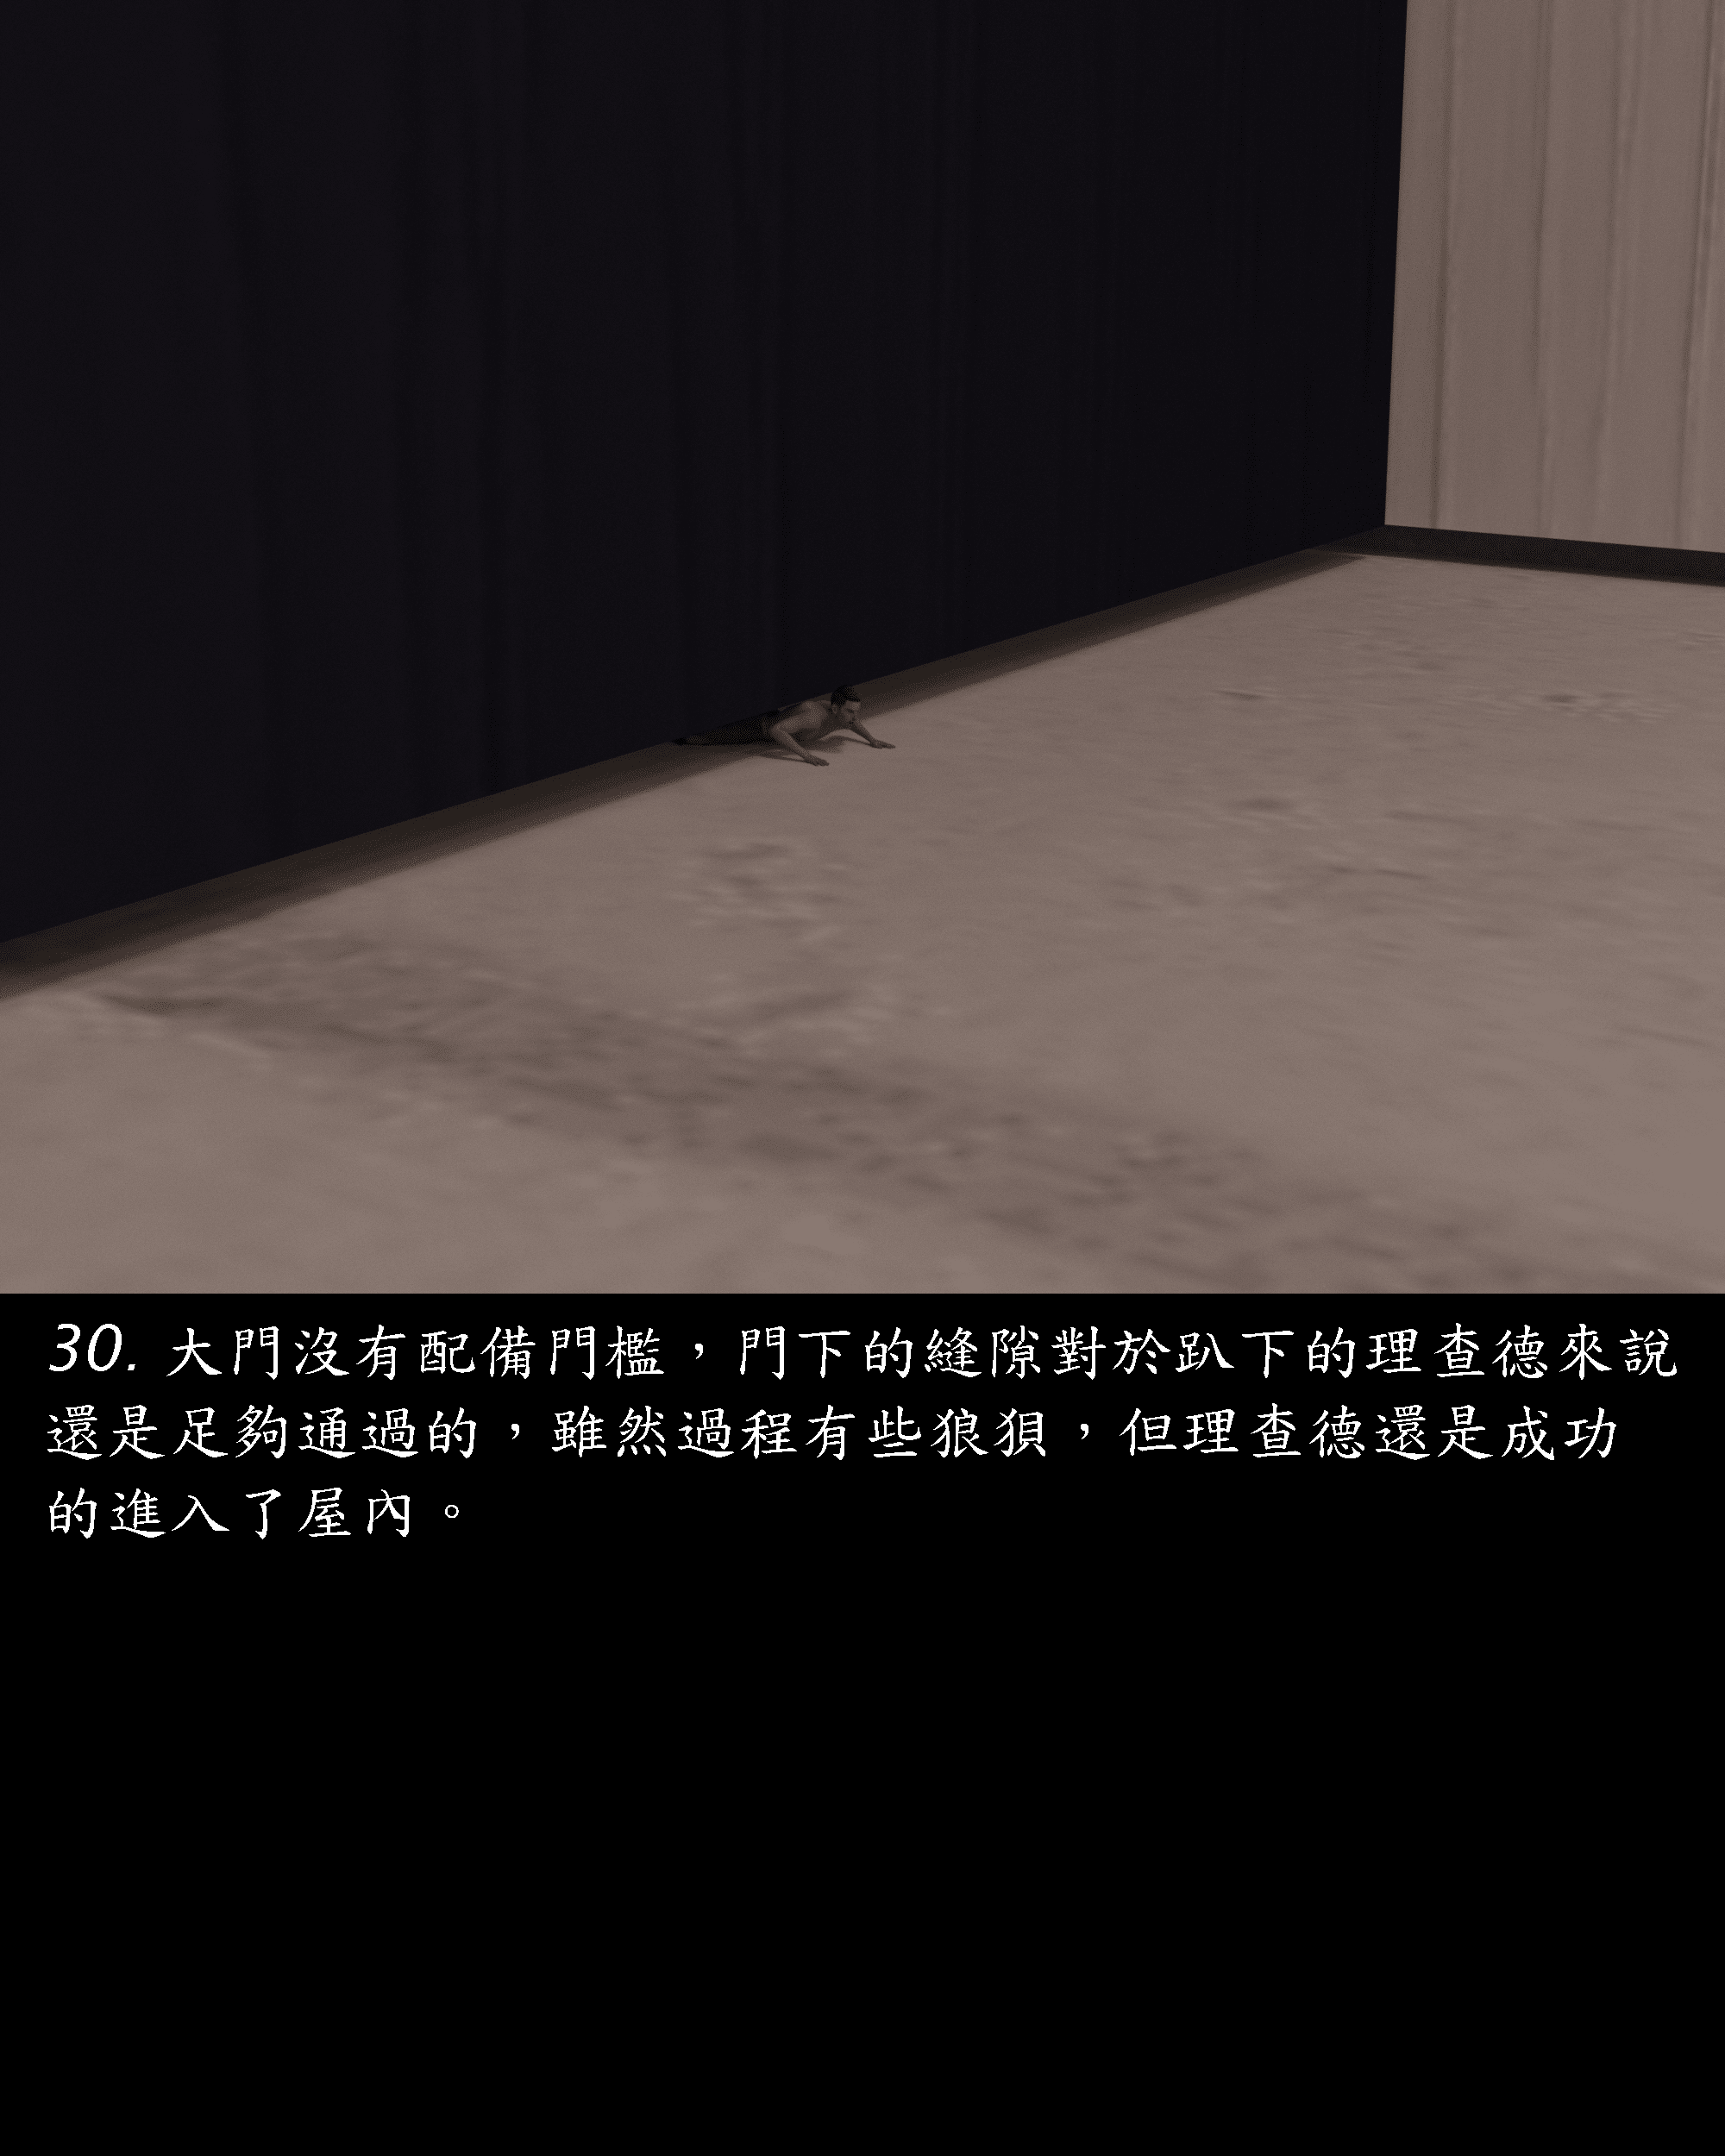 30. 大門沒有配備門檻，門下的縫隙對於趴下的理查德來說
還是足夠通過的，雖然過程有些狼狽，但理查德還是成功
的進入了屋內。